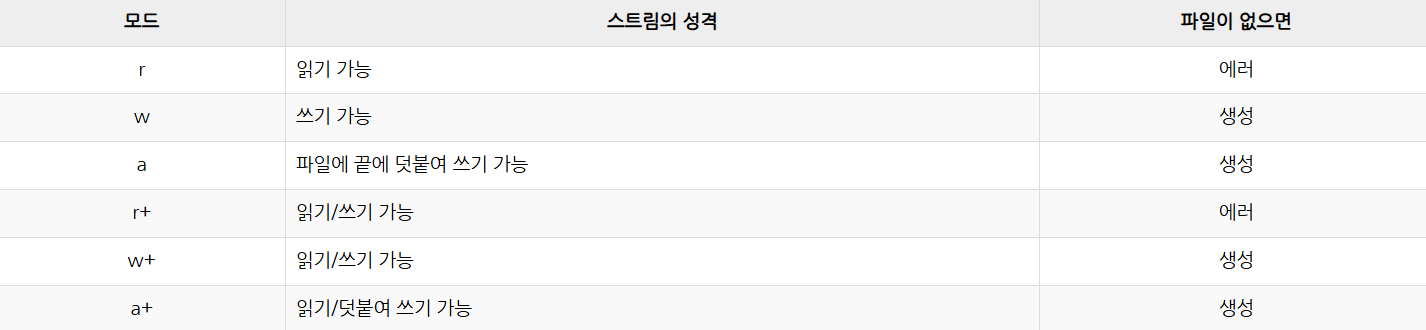 모드 스트림의 성격 파일이 없으면
r 읽기 가능 에러
w 쓰기 가능 생성
a 파일에 끝에 덧붙여 쓰기 가능 생성
r+ 읽기/쓰기 가능 에러
w+ 읽기/쓰기 가능 생성
a+ 읽기/덧붙여 쓰기 가능 생성